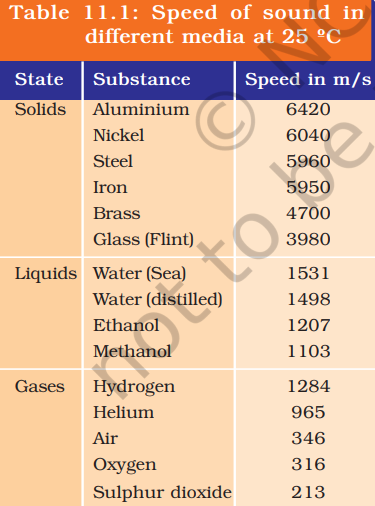 Table 11.1: Speed of sound in
different media at 25 ºC
State Substance Speed in m/s
Solids Aluminium 6420
Nickel 6040
Steel 5960
Iron 5950
Brass 4700
Glass (Flint) 3980
Liquids Water (Sea) 1531
Water (distilled) 1498
Ethanol 1207
Methanol 1103
Gases Hydrogen 1284
Helium 965
Air 346
Oxygen 316
Sulphur dioxide 213
© NC
not to be